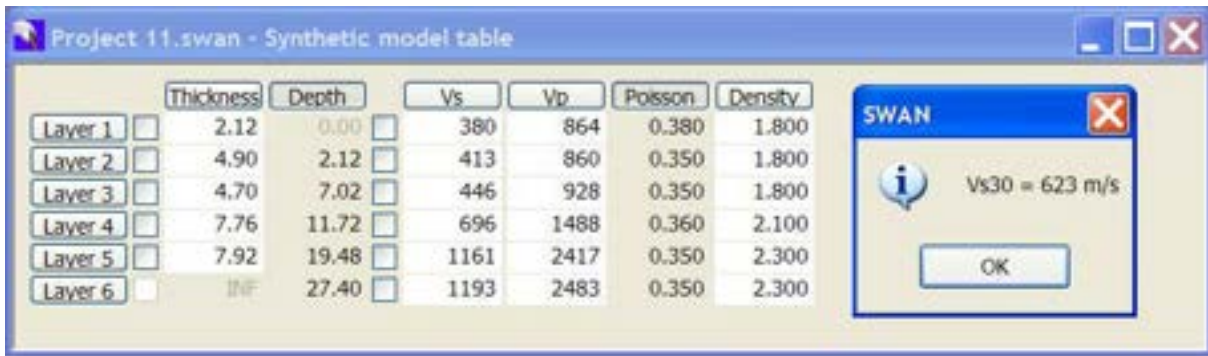 Project 11.swan - Synthetic model table
Thickness Depth Vs Vp Poisson Density
Layer 1 2.12 0.00 380 864 0.380 1.800
Layer 2 4.90 2.12 413 860 0.350 1.800
Layer 3 4.70 7.02 446 928 0.350 1.800
Layer 4 7.76 11.72 696 1488 0.360 2.100
Layer 5 7.92 19.48 1161 2417 0.350 2.300
Layer 6 INF 27.40 1193 2483 0.350 2.300
SWAN
Vs30 = 623 m/s
OK